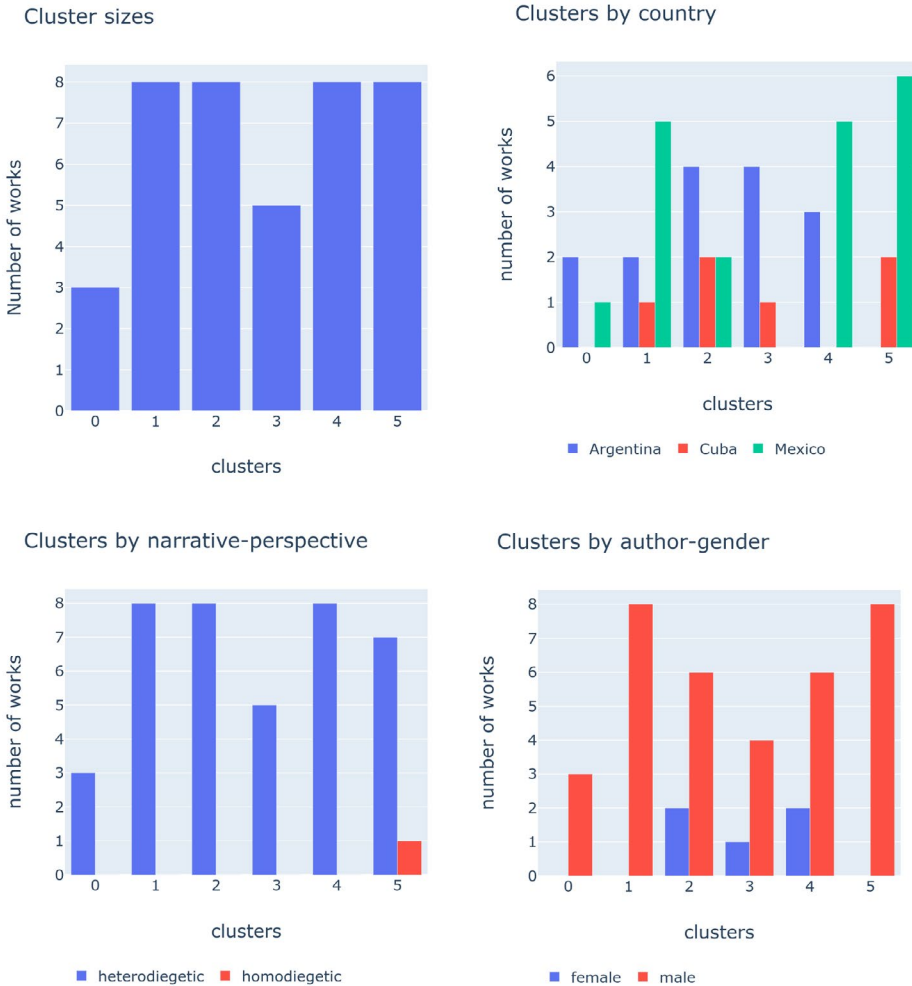 Cluster sizes
8
7
6
5
4
3
2
1
0
Number of works
0 1 2 3 4 5
clusters
Clusters by country
6
5
4
3
2
1
0
number of works
0 1 2 3 4 5
clusters
Argentina Cuba Mexico
Clusters by narrative-perspective
8
7
6
5
4
3
2
1
0
number of works
0 1 2 3 4 5
clusters
heterodiegetic homodiegetic
Clusters by author-gender
8
7
6
5
4
3
2
1
0
number of works
0 1 2 3 4 5
clusters
female male